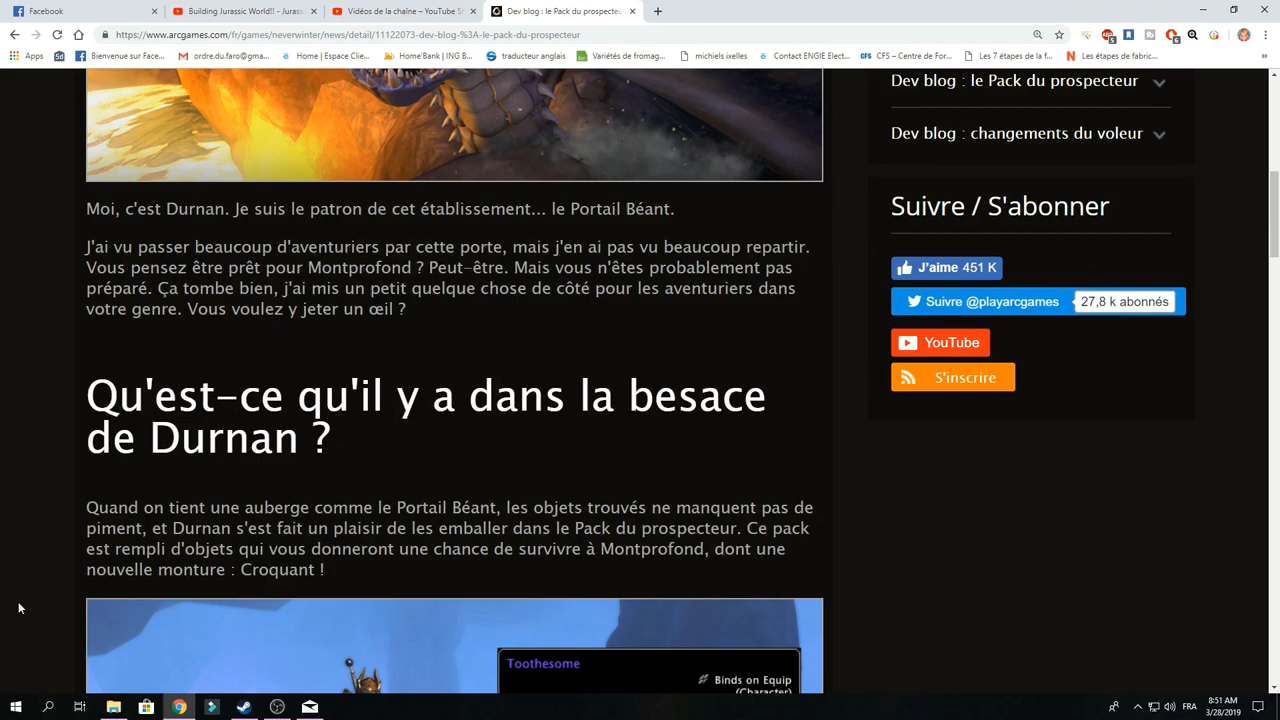 Facebook
Building Jurassic World!! - Jurass
Vidéos de la chaîne – YouTube St
Dev blog : le Pack du prospecteu
https://www.arcgames.com/fr/games/neverwinter/news/detail/11122073-dev-blog-%3A-le-pack-du-prospecteur
Apps
Bienvenue sur Face
ordre.du.faro@gma
Home | Espace Clie
Home Bank | ING B
traducteur anglais
Variétés de fromag
michiels ixelles
Contact ENGIE Elect
CFS – Centre de For
Les 7 étapes de la f
Les étapes de fabric
Dev blog : le Pack du prospecteur
Dev blog : changements du voleur
Moi, c'est Durnan. Je suis le patron de cet établissement... le Portail Béant.
J'ai vu passer beaucoup d'aventuriers par cette porte, mais j'en ai pas vu beaucoup repartir.
Vous pensez être prêt pour Montprofond ? Peut-être. Mais vous n'êtes probablement pas
préparé. Ça tombe bien, j'ai mis un petit quelque chose de côté pour les aventuriers dans
votre genre. Vous voulez y jeter un œil ?
Suivre / S'abonner
J'aime 451 K
Suivre @playarcgames
27,8 k abonnés
YouTube
S'inscrire
Qu'est-ce qu'il y a dans la besace
de Durnan ?
Quand on tient une auberge comme le Portail Béant, les objets trouvés ne manquent pas de
piment, et Durnan s'est fait un plaisir de les emballer dans le Pack du prospecteur. Ce pack
est rempli d'objets qui vous donneront une chance de survivre à Montprofond, dont une
nouvelle monture : Croquant !
Toothesome
Binds on Equip
(Character)
FRA
8:51 AM
3/28/2019